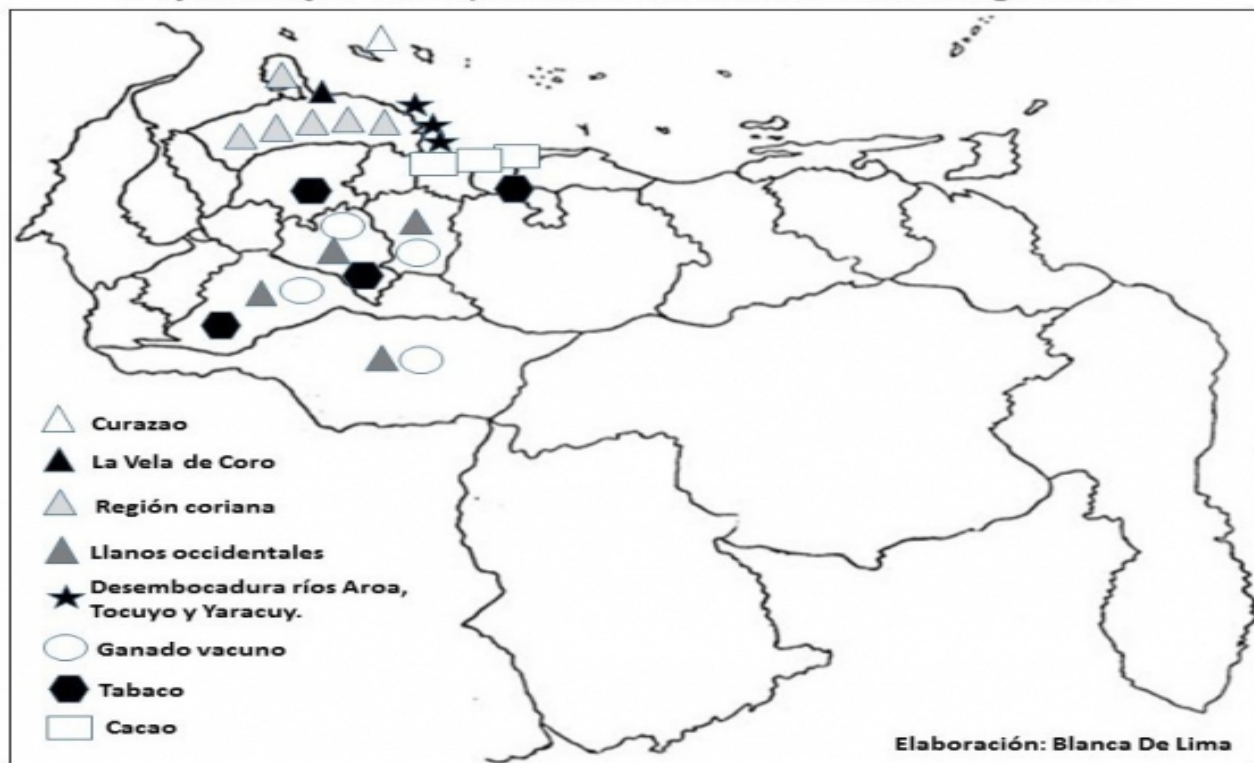 Curazao
La Vela de Coro
Región coriana
Llanos occidentales
Desembocadura ríos Aroa,
Tocuyo y Yaracuy.
Ganado vacuno
Tabaco
Cacao
Elaboración: Blanca De Lima